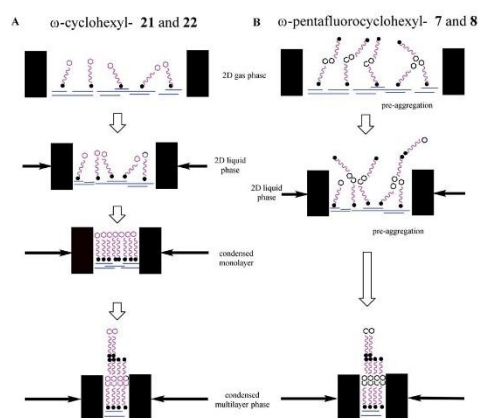 A
ω-cyclohexyl- 21 and 22
B
ω-pentafluorocyclohexyl- 7 and 8
2D gas phase
pre-aggregation
2D liquid
phase
2D liquid
phase
pre-aggregation
condensed
monolayer
condensed
multilayer phase